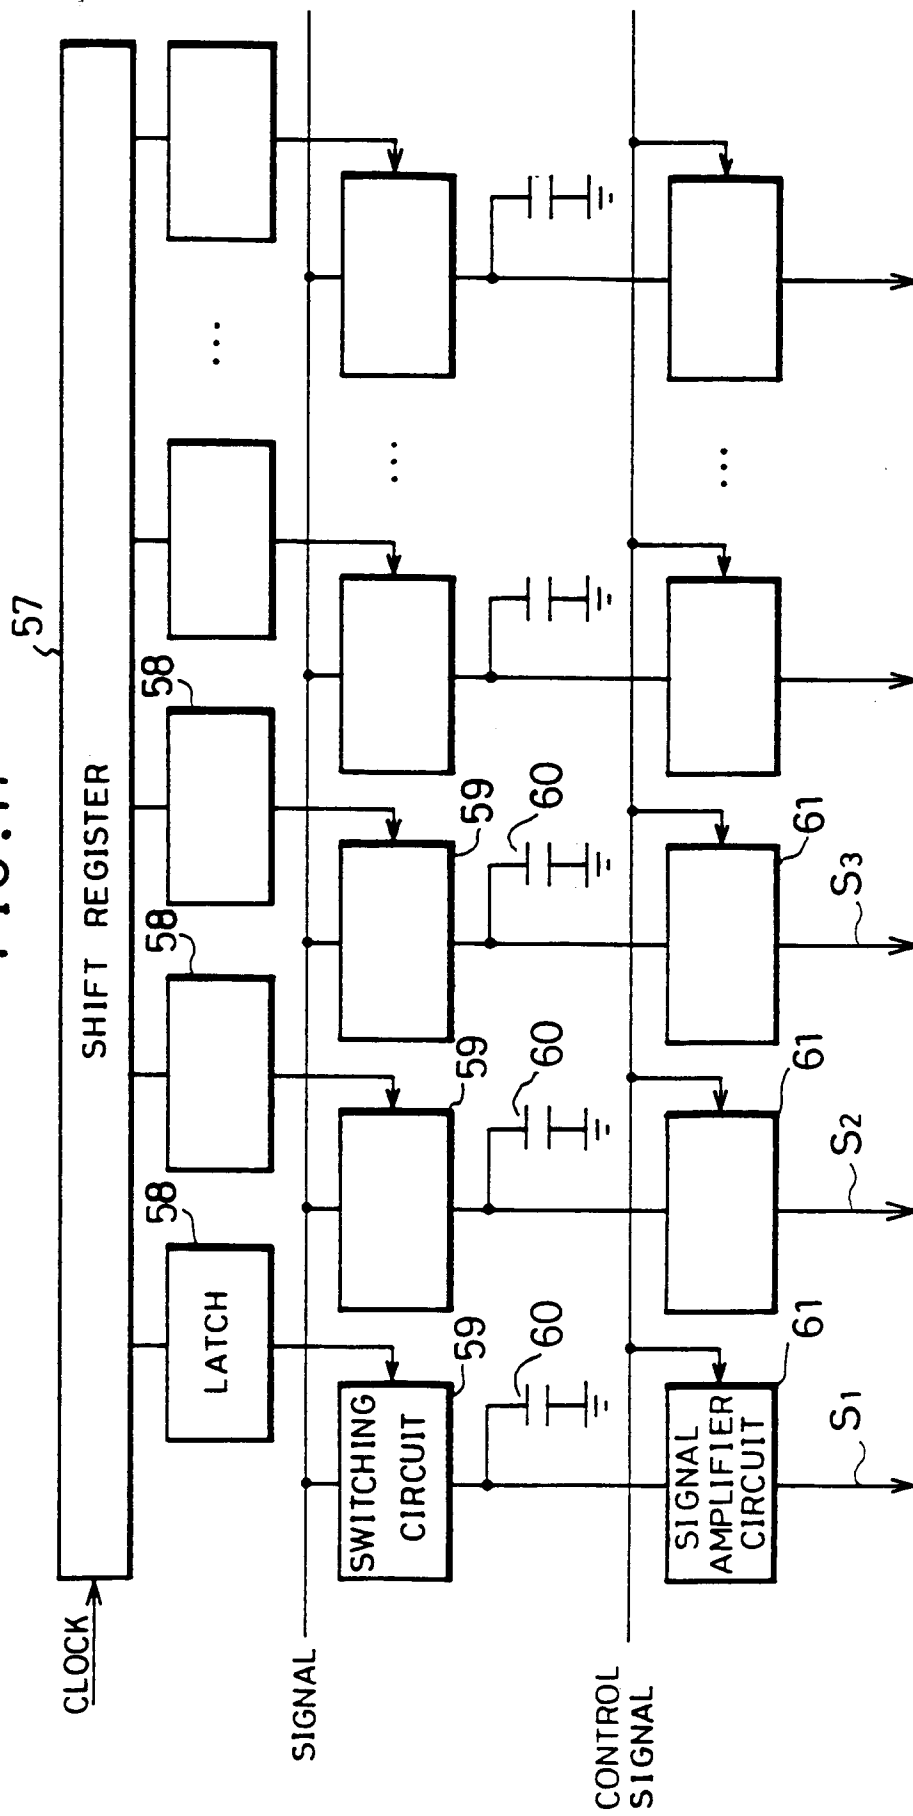 57
CLOCK
SHIFT REGISTER
58
58
58
LATCH
...
SIGNAL
SWITCHING
CIRCUIT
59
59
59
...
60
60
60
CONTROL
SIGNAL
SIGNAL
AMPLIFIER
CIRCUIT
61
61
61
...
S1
S2
S3